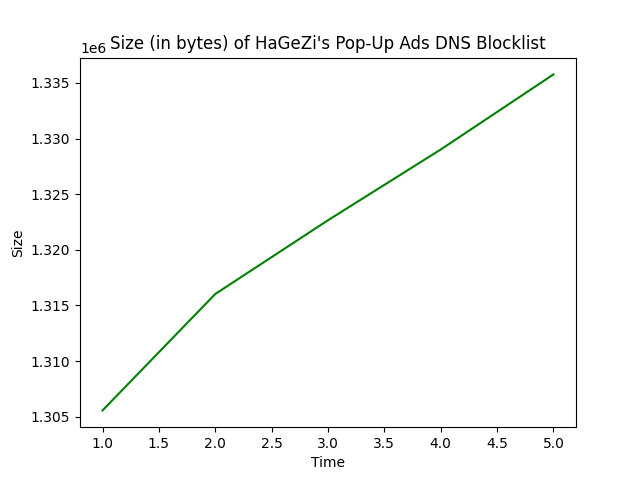 Size (in bytes) of HaGeZi's Pop-Up Ads DNS Blocklist
1e6
1.335
1.330
1.325
1.320
1.315
1.310
1.305
Size
1.0 1.5 2.0 2.5 3.0 3.5 4.0 4.5 5.0
Time